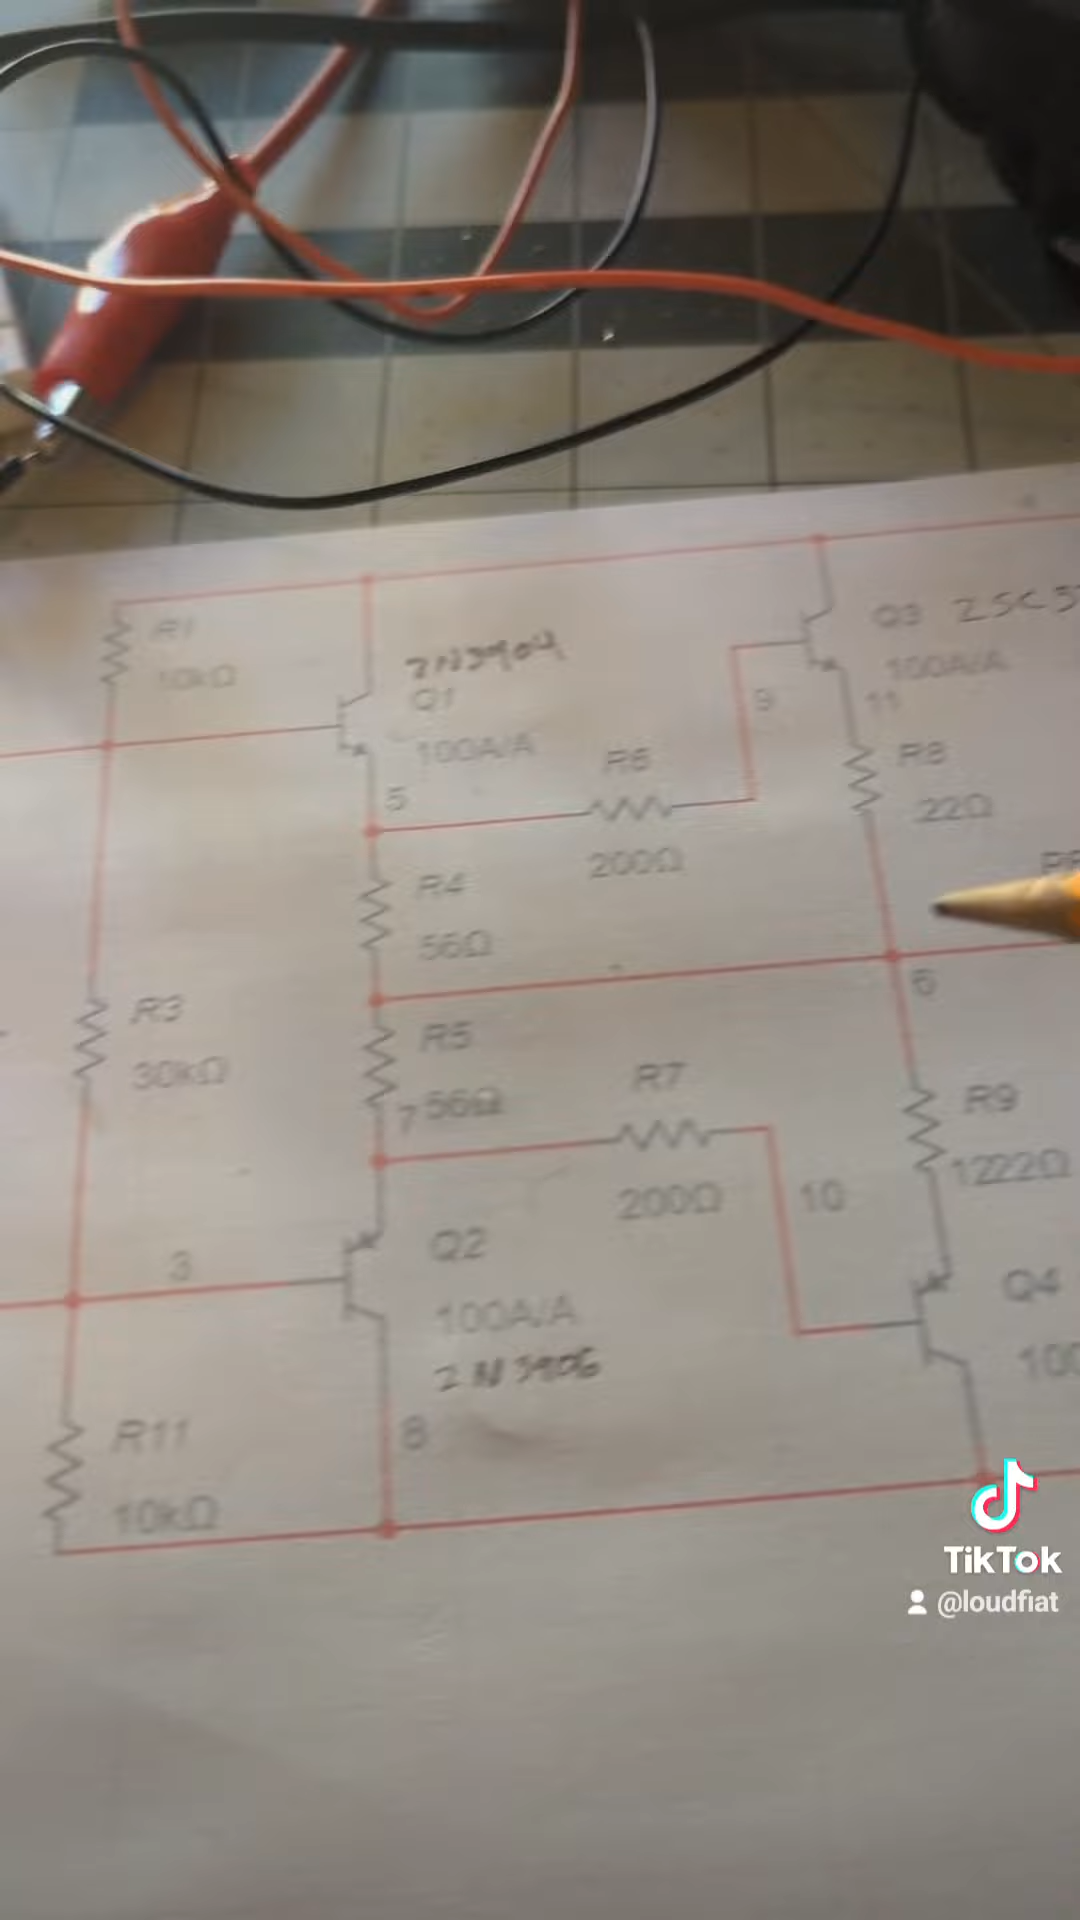 R1
10kΩ
2N3904
Q1
100A/A
5
Q3
100A/A
9
11
R6
200Ω
R8
22Ω
R4
56Ω
6
R3
30kΩ
R5
56Ω
7
R7
200Ω
10
R9
1222Ω
3
Q2
100A/A
2N3906
Q4
R11
10kΩ
8
TikTok
@loudfiat